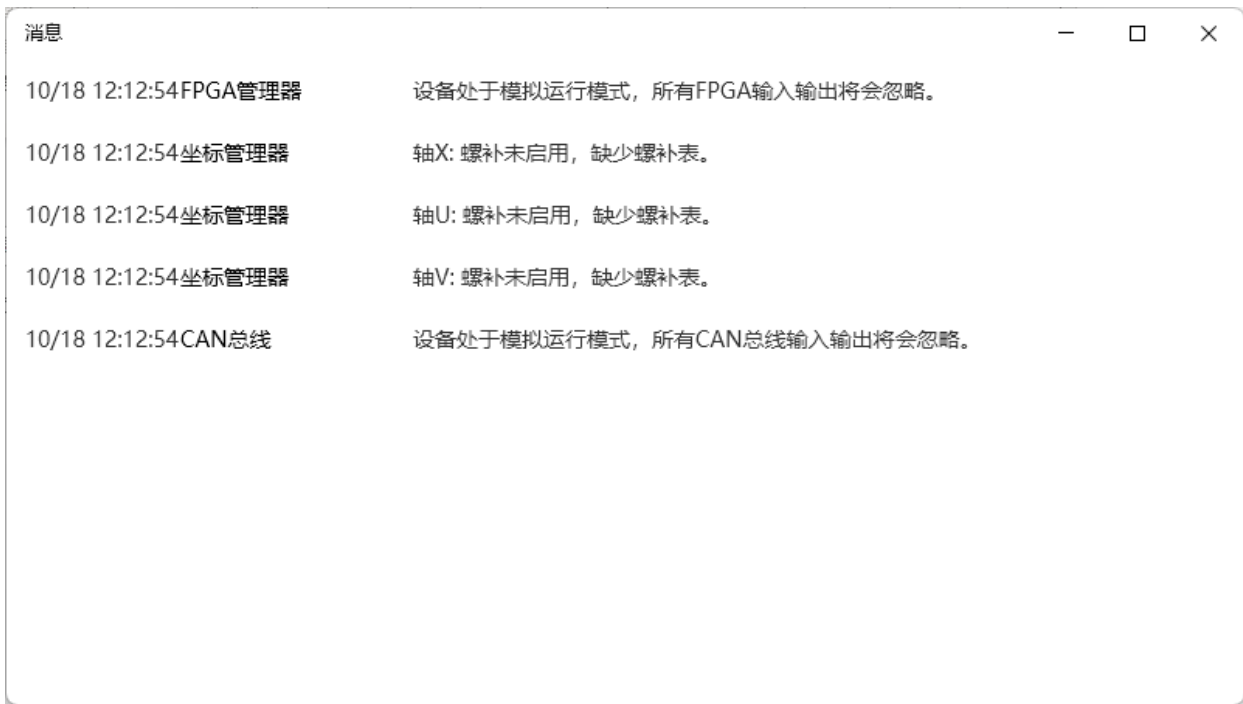 消息
10/18 12:12:54FPGA管理器 设备处于模拟运行模式，所有FPGA输入输出将会忽略。
10/18 12:12:54坐标管理器 轴X: 螺补未启用，缺少螺补表。
10/18 12:12:54坐标管理器 轴U: 螺补未启用，缺少螺补表。
10/18 12:12:54坐标管理器 轴V: 螺补未启用，缺少螺补表。
10/18 12:12:54CAN总线 设备处于模拟运行模式，所有CAN总线输入输出将会忽略。